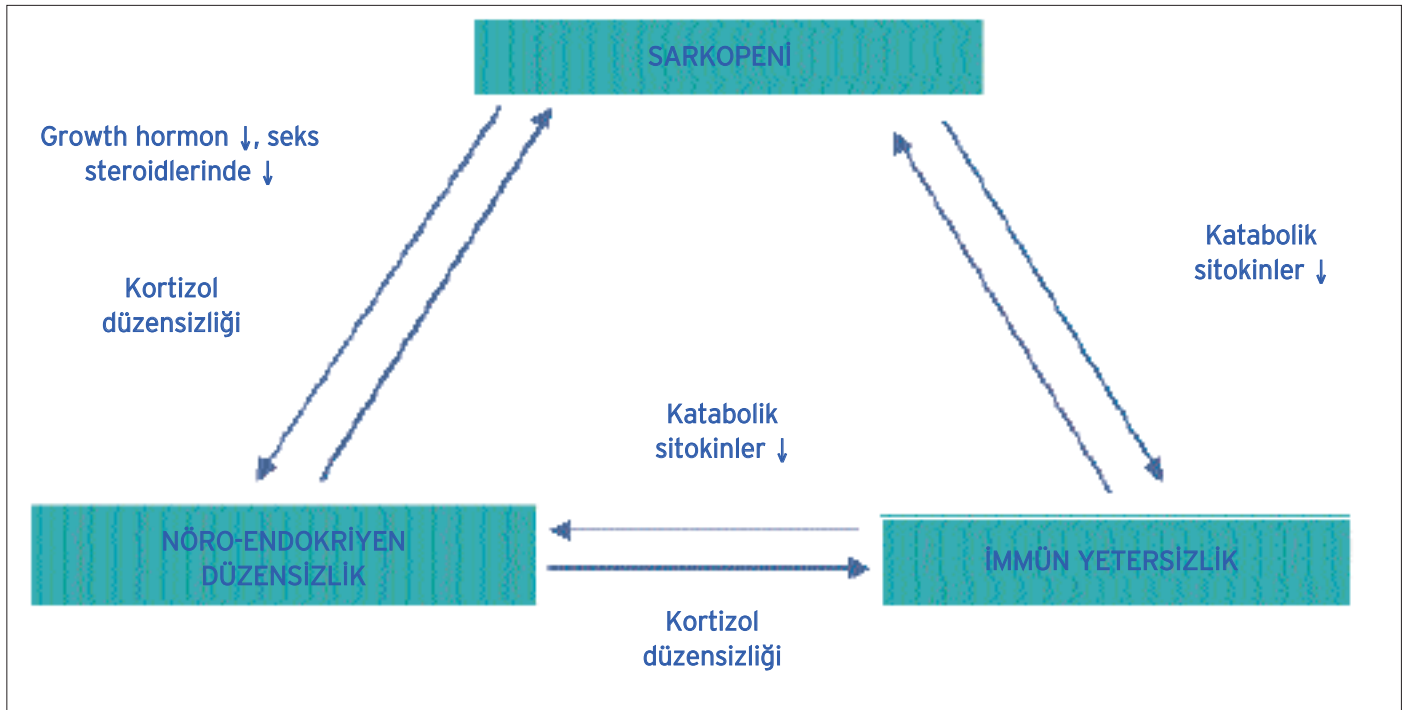 SARKOPENİ
Growth hormon ↓, seks
steroidlerinde ↓
Katabolik
sitokinler ↓
Kortizol
düzensizliği
Katabolik
sitokinler ↓
NÖRO-ENDOKRİYEN
DÜZENSİZLİK
İMMÜN YETERSİZLİK
Kortizol
düzensizliği